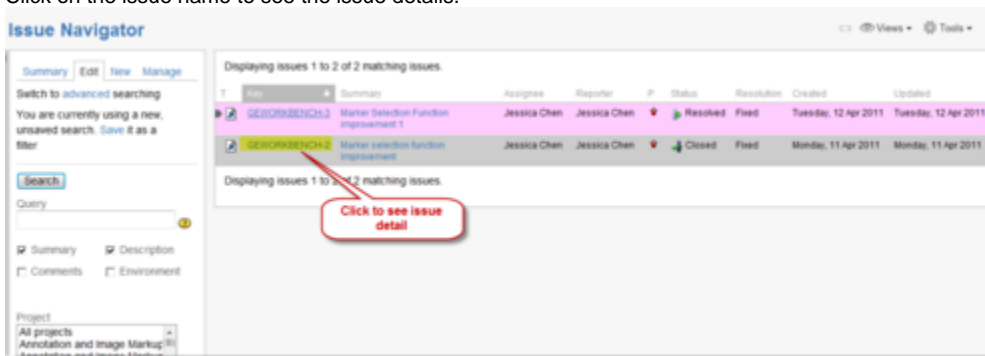 Click on the issue name to see the issue details.
Issue Navigator
Views
Tools
Summary Edit New Manage
Switch to advanced searching
You are currently using a new, unsaved search. Save it as a filter
Search
Query
Summary Description
Comments Environment
Project
All projects
Annotation and Image Markup
Annotation and Image Markup
Displaying issues 1 to 2 of 2 matching issues.
T Key Summary Assignee Reporter P Status Resolution Created Updated
GEWORKBENCH-3 Marker Selection Function Improvement 1 Jessica Chen Jessica Chen Resolved Fixed Tuesday, 12 Apr 2011 Tuesday, 12 Apr 2011
GEWORKBENCH-2 Marker selection function improvement Jessica Chen Jessica Chen Closed Fixed Monday, 11 Apr 2011 Monday, 11 Apr 2011
Displaying issues 1 to 2 of 2 matching issues.
Click to see issue
detail